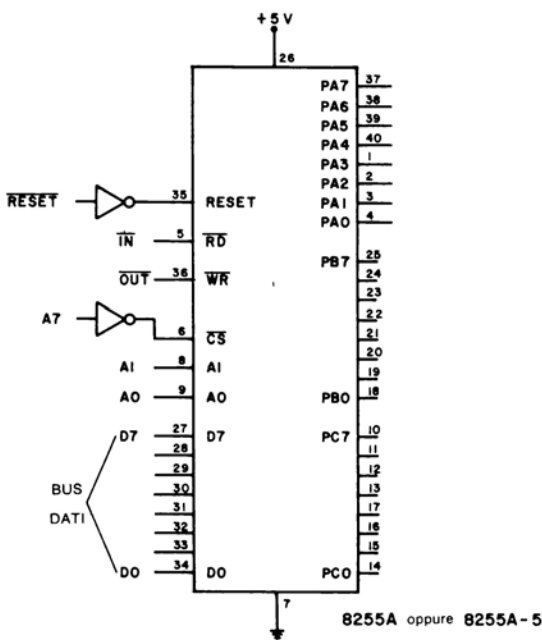 +5V
26
PA7 37
PA6 38
PA5 39
PA4 40
PA3 1
PA2 2
PA1 3
PA0 4
RESET 35 RESET
IN 5 RD
PB7 25
OUT 36 WR
24
23
A7
22
6 CS
21
A1 8 A1
20
19
A0 9 A0
PB0 18
D7 27 D7
PC7 10
28
11
29
12
BUS
30
13
DATI
31
17
32
16
33
15
D0 34 D0
PC0 14
7
8255A oppure 8255A-5